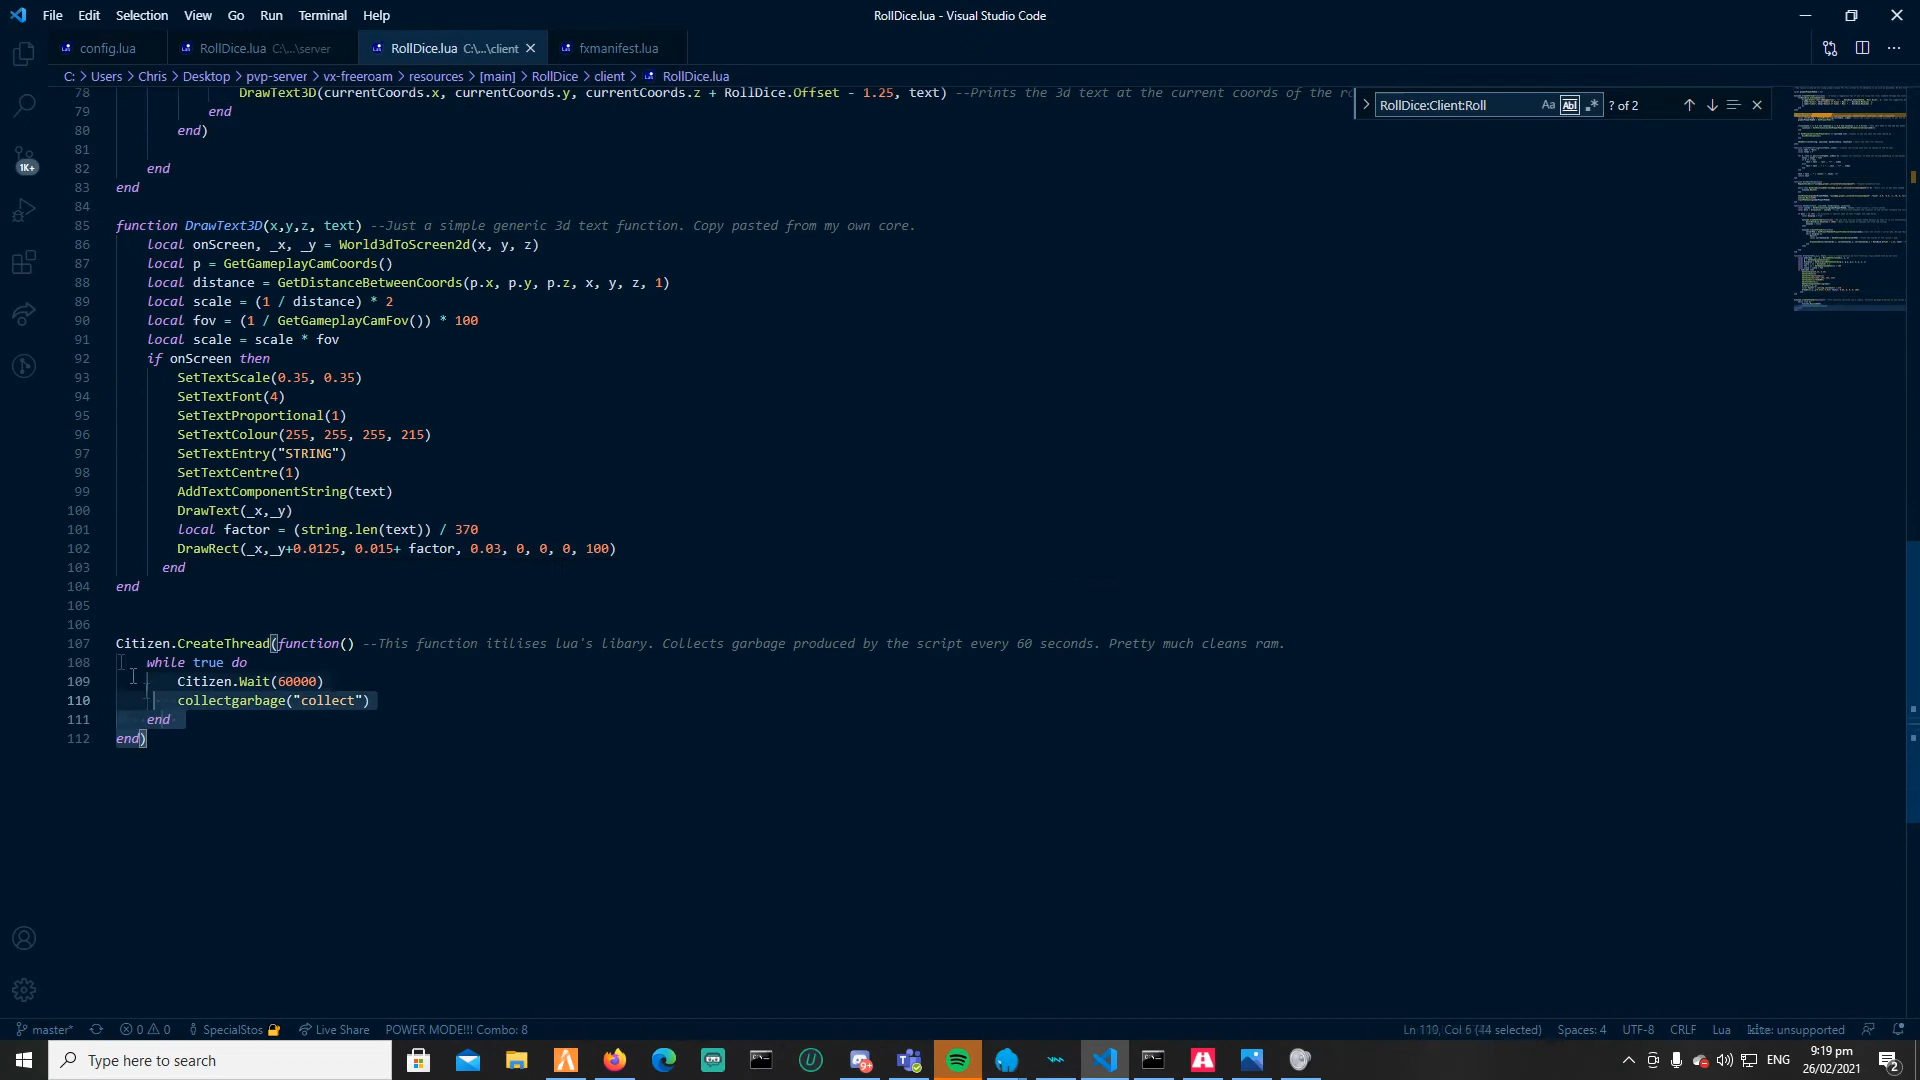 File Edit Selection View Go Run Terminal Help
RollDice.lua - Visual Studio Code
config.lua
RollDice.lua C:\...\server
RollDice.lua C:\...\client
fxmanifest.lua
C: > Users > Chris > Desktop > pvp-server > vx-freeroam > resources > [main] > RollDice > client > RollDice.lua
RollDice:Client:Roll Aa Abl .* ? of 2
78 DrawText3D(currentCoords.x, currentCoords.y, currentCoords.z + RollDice.Offset - 1.25, text) --Prints the 3d text at the current coords of the ro
79 end
80 end)
81
82 end
83 end
84
85 function DrawText3D(x,y,z, text) --Just a simple generic 3d text function. Copy pasted from my own core.
86 local onScreen, _x, _y = World3dToScreen2d(x, y, z)
87 local p = GetGameplayCamCoords()
88 local distance = GetDistanceBetweenCoords(p.x, p.y, p.z, x, y, z, 1)
89 local scale = (1 / distance) * 2
90 local fov = (1 / GetGameplayCamFov()) * 100
91 local scale = scale * fov
92 if onScreen then
93 SetTextScale(0.35, 0.35)
94 SetTextFont(4)
95 SetTextProportional(1)
96 SetTextColour(255, 255, 255, 215)
97 SetTextEntry("STRING")
98 SetTextCentre(1)
99 AddTextComponentString(text)
100 DrawText(_x,_y)
101 local factor = (string.len(text)) / 370
102 DrawRect(_x,_y+0.0125, 0.015+ factor, 0.03, 0, 0, 0, 100)
103 end
104 end
105
106
107 Citizen.CreateThread(function() --This function itilises lua's libary. Collects garbage produced by the script every 60 seconds. Pretty much cleans ram.
108 while true do
109 Citizen.Wait(60000)
110 collectgarbage("collect")
111 end
112 end)
1K+
master* 0 0 SpecialStos Live Share POWER MODE!!! Combo: 8
Ln 110, Col 6 (44 selected) Spaces: 4 UTF-8 CRLF Lua kite: unsupported
Type here to search
9+
ENG
9:19 pm
26/02/2021
2